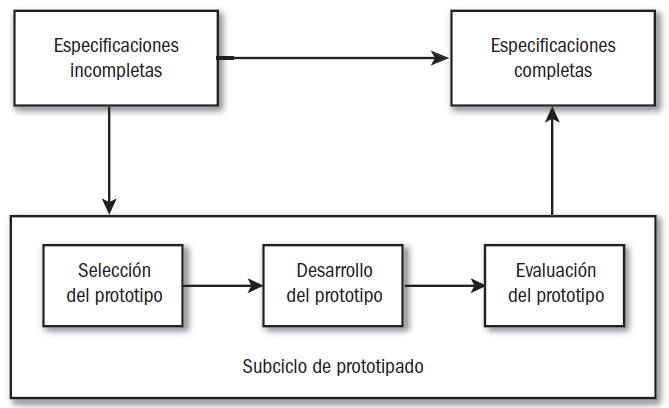 Especificaciones
incompletas
Especificaciones
completas
Selección
del prototipo
Desarrollo
del prototipo
Evaluación
del prototipo
Subciclo de prototipado